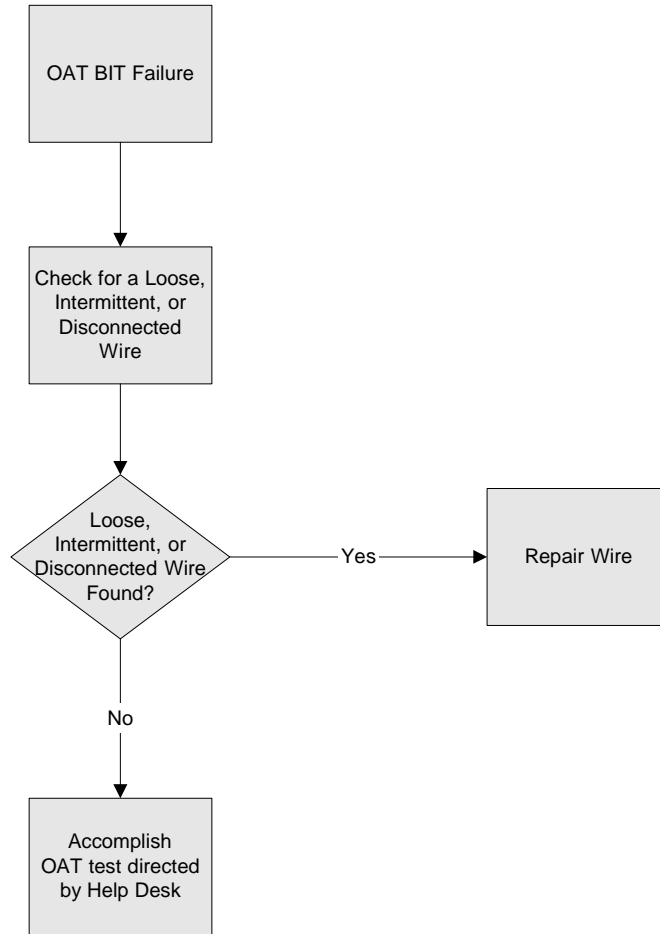 OAT BIT Failure
Check for a Loose,
Intermittent, or
Disconnected
Wire
Loose,
Intermittent, or
Disconnected Wire
Found?
Yes
Repair Wire
No
Accomplish
OAT test directed
by Help Desk